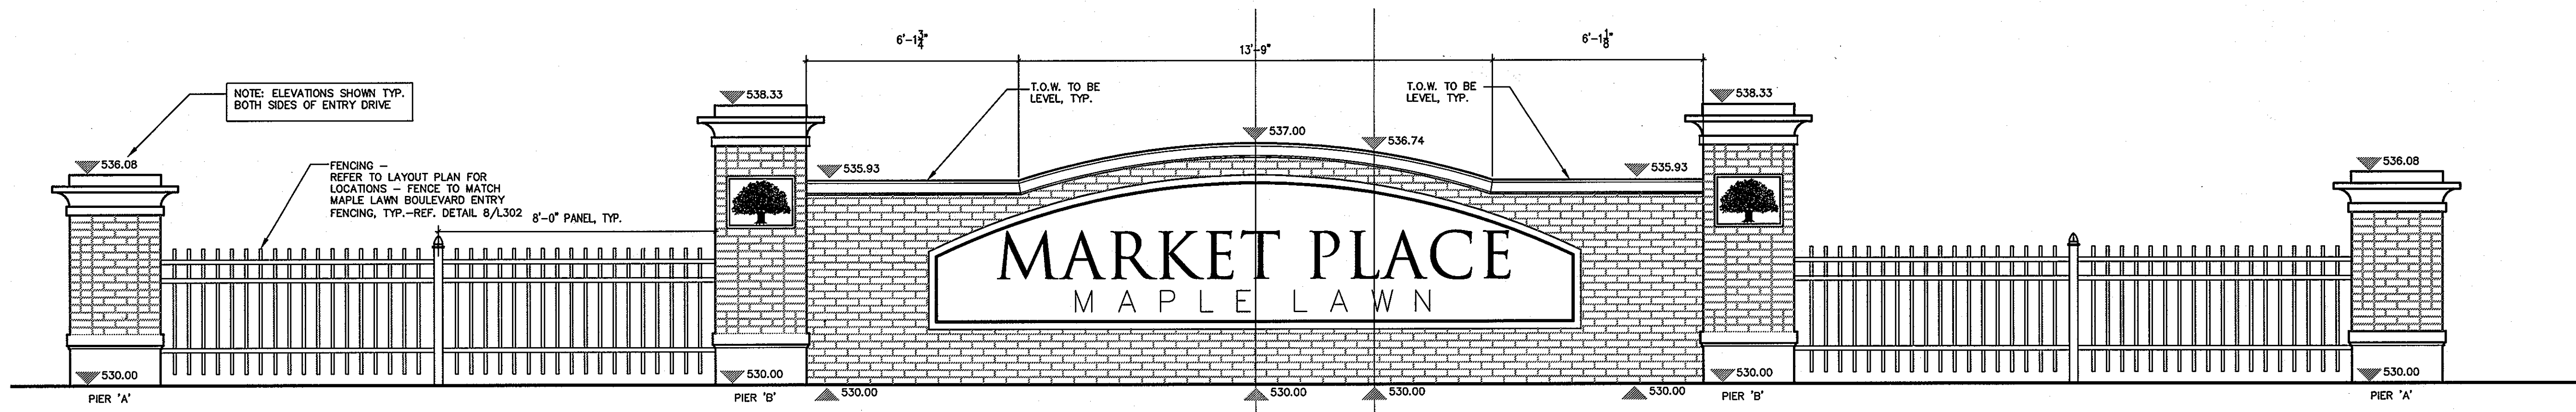 6'-1 3/4"
13'-9"
6'-1 1/8"
NOTE: ELEVATIONS SHOWN TYP.
BOTH SIDES OF ENTRY DRIVE
538.33
T.O.W. TO BE
LEVEL, TYP.
T.O.W. TO BE
LEVEL, TYP.
538.33
537.00
536.74
536.08
FENCING –
REFER TO LAYOUT PLAN FOR
LOCATIONS – FENCE TO MATCH
MAPLE LAWN BOULEVARD ENTRY
FENCING, TYP.-REF. DETAIL 8/L302
8'-0" PANEL, TYP.
535.93
535.93
536.08
MARKET PLACE
MAPLE LAWN
530.00
530.00
530.00
530.00
530.00
530.00
530.00
530.00
PIER 'A'
PIER 'B'
PIER 'B'
PIER 'A'